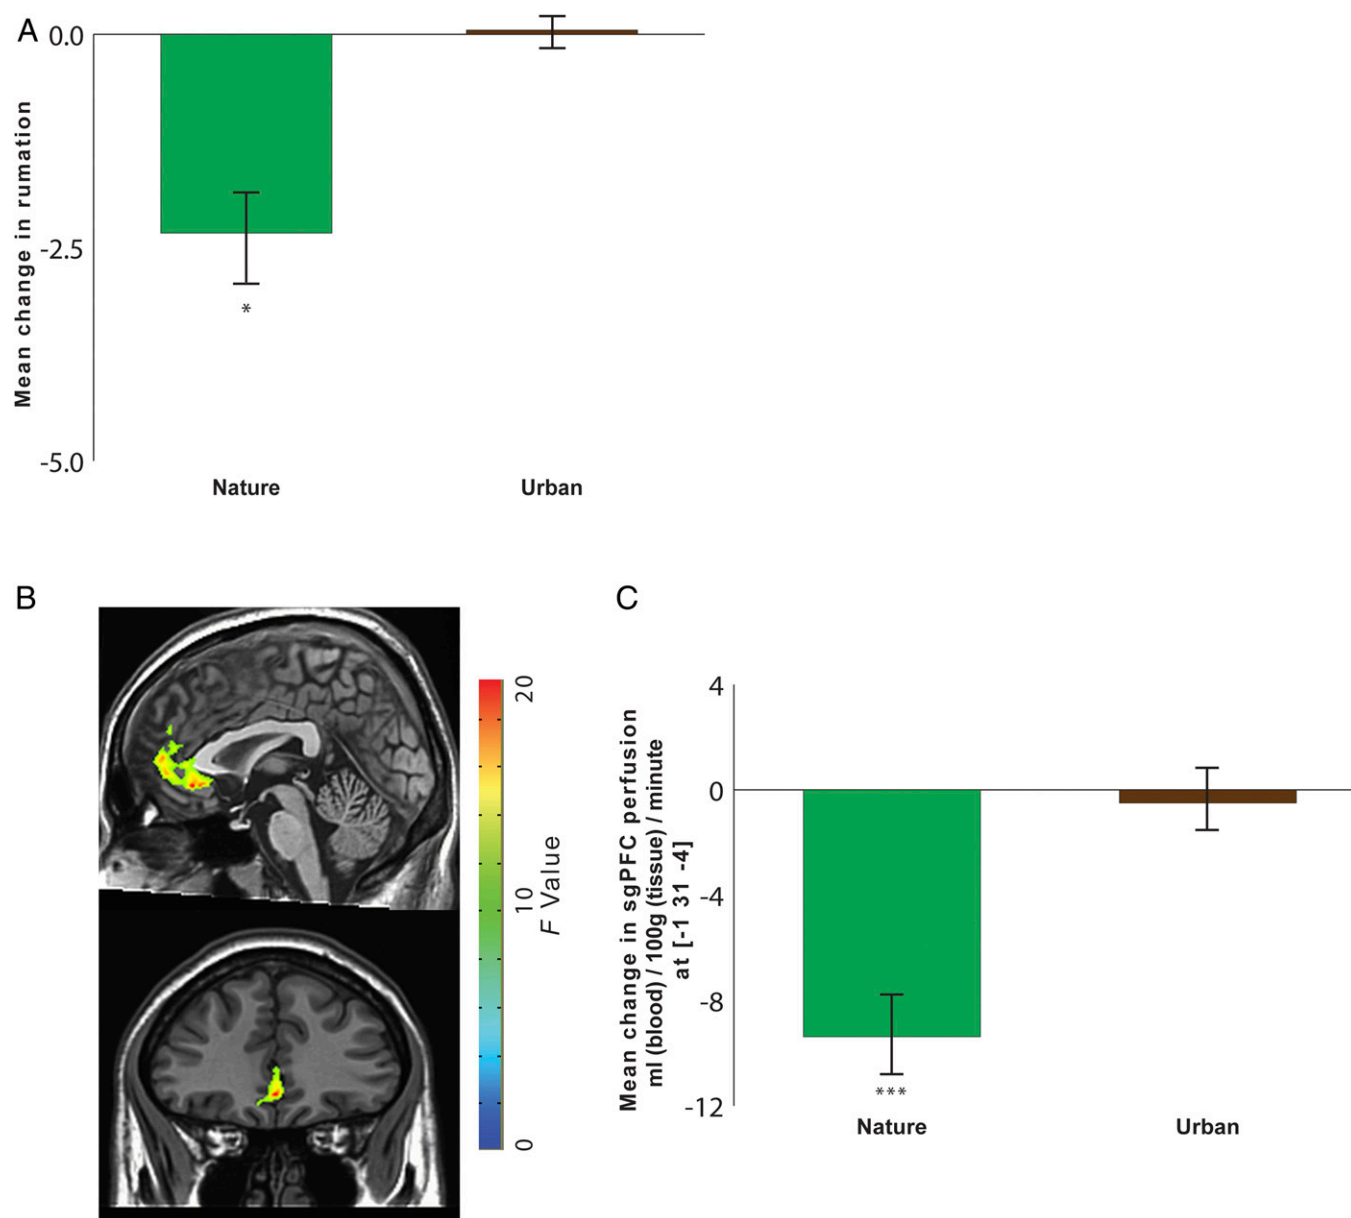 A
0.0
-2.5
-5.0
Mean change in rumation
*
Nature
Urban
B
20
10
0
F Value
C
Mean change in sgPFC perfusion
ml (blood) / 100g (tissue) / minute
at [-1 31 -4]
4
0
-4
-8
-12
***
Nature
Urban